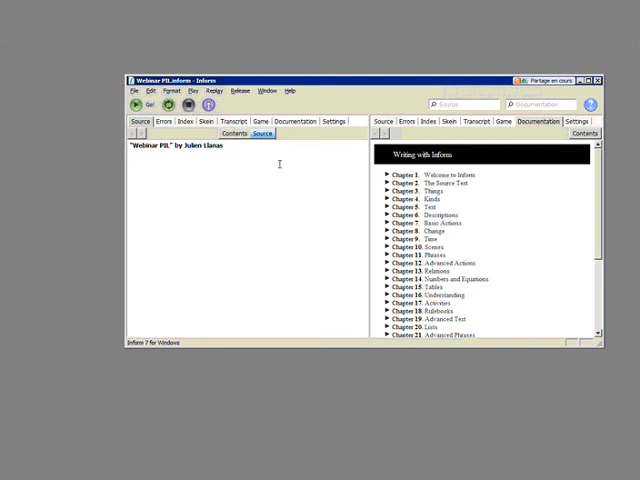 Webinar PIL.inform - Inform
Partage en cours
File Edit Format Play Replay Release Window Help
Go!
Source
Documentation
Source Errors Index Skein Transcript Game Documentation Settings
Source Errors Index Skein Transcript Game Documentation Settings
Contents Source
Contents
"Webinar PIL" by Julien Llanas
Writing with Inform
Chapter 1. Welcome to Inform
Chapter 2. The Source Text
Chapter 3. Things
Chapter 4. Kinds
Chapter 5. Text
Chapter 6. Descriptions
Chapter 7. Basic Actions
Chapter 8. Change
Chapter 9. Time
Chapter 10. Scenes
Chapter 11. Phrases
Chapter 12. Advanced Actions
Chapter 13. Relations
Chapter 14. Numbers and Equations
Chapter 15. Tables
Chapter 16. Understanding
Chapter 17. Activities
Chapter 18. Rulebooks
Chapter 19. Advanced Text
Chapter 20. Lists
Chapter 21. Advanced Phrases
Inform 7 for Windows